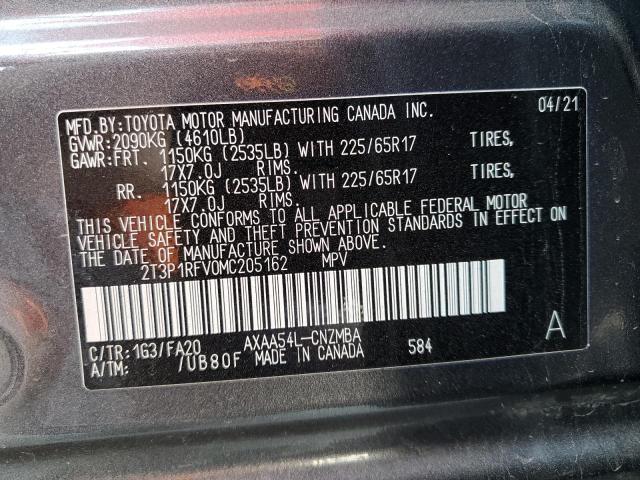 MFD.BY:TOYOTA MOTOR MANUFACTURING CANADA INC. 04/21
GVWR:2090KG (4610LB)
GAWR:FRT. 1150KG (2535LB) WITH 225/65R17 TIRES,
17X7.0J RIMS.
RR. 1150KG (2535LB) WITH 225/65R17 TIRES,
17X7.0J RIMS.
THIS VEHICLE CONFORMS TO ALL APPLICABLE FEDERAL MOTOR
VEHICLE SAFETY AND THEFT PREVENTION STANDARDS IN EFFECT ON
THE DATE OF MANUFACTURE SHOWN ABOVE.
2T3P1RFV0MC205162 MPV
C/TR:1G3/FA20 AXAA54L-CNZMBA 584 A
A/TM: /UB80F MADE IN CANADA